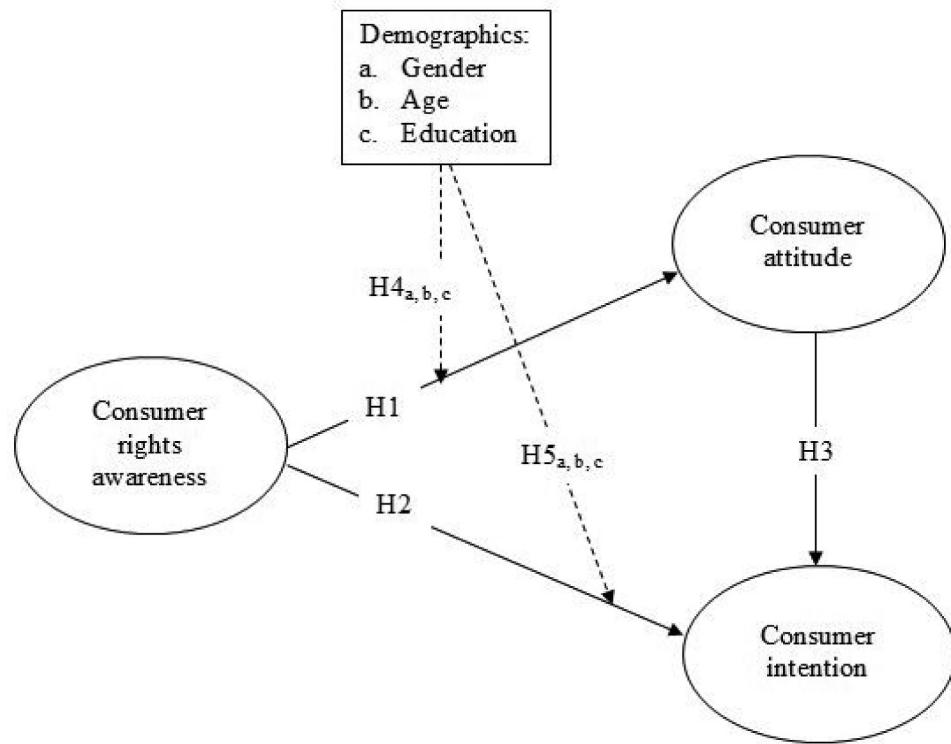 Demographics:
a. Gender
b. Age
c. Education
Consumer
attitude
H4a, b, c
Consumer
rights
awareness
H1
H5a, b, c
H3
H2
Consumer
intention